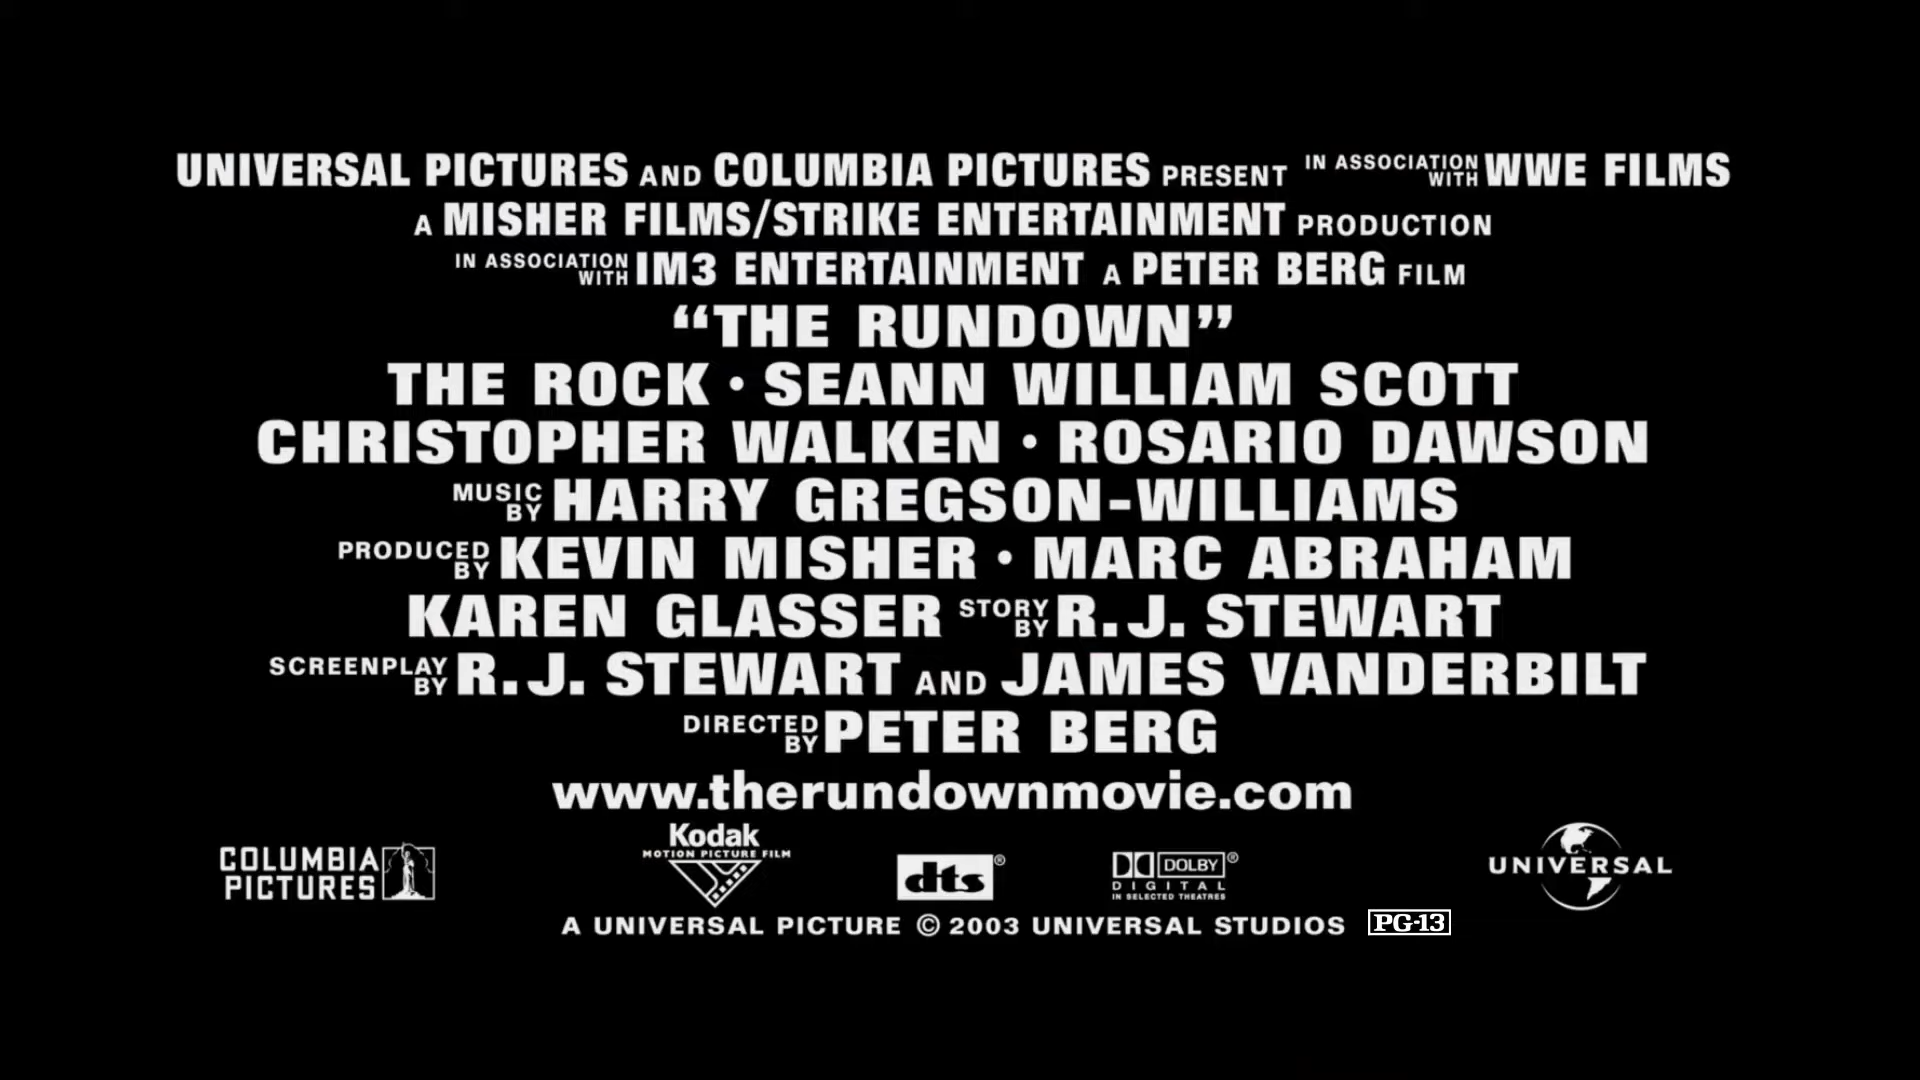 UNIVERSAL PICTURES AND COLUMBIA PICTURES PRESENT IN ASSOCIATION WITH WWE FILMS
A MISHER FILMS/STRIKE ENTERTAINMENT PRODUCTION
IN ASSOCIATION WITH IM3 ENTERTAINMENT A PETER BERG FILM
“THE RUNDOWN”
THE ROCK • SEANN WILLIAM SCOTT
CHRISTOPHER WALKEN • ROSARIO DAWSON
MUSIC BY HARRY GREGSON-WILLIAMS
PRODUCED BY KEVIN MISHER • MARC ABRAHAM
KAREN GLASSER STORY BY R.J. STEWART
SCREENPLAY BY R.J. STEWART AND JAMES VANDERBILT
DIRECTED BY PETER BERG
www.therundownmovie.com
COLUMBIA PICTURES
Kodak MOTION PICTURE FILM
dts®
DOLBY® DIGITAL IN SELECTED THEATRES
UNIVERSAL
A UNIVERSAL PICTURE © 2003 UNIVERSAL STUDIOS PG-13